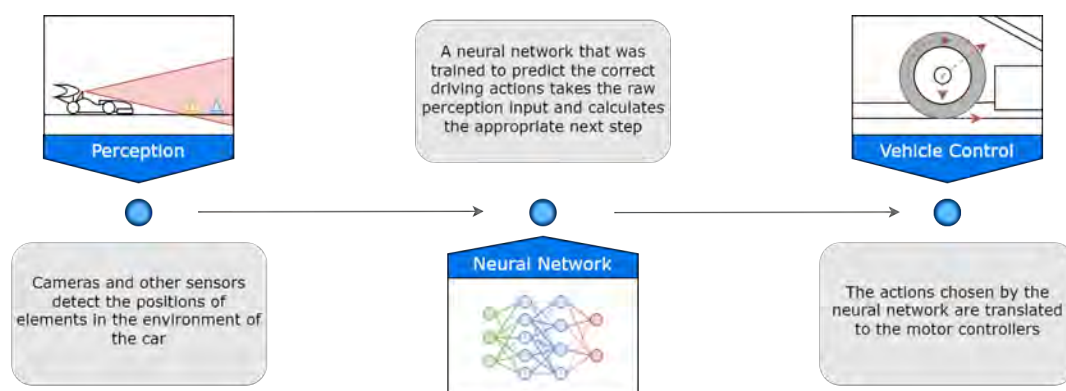 Perception
Cameras and other sensors
detect the positions of
elements in the environment of
the car
A neural network that was
trained to predict the correct
driving actions takes the raw
perception input and calculates
the appropriate next step
Neural Network
Vehicle Control
The actions chosen by the
neural network are translated
to the motor controllers